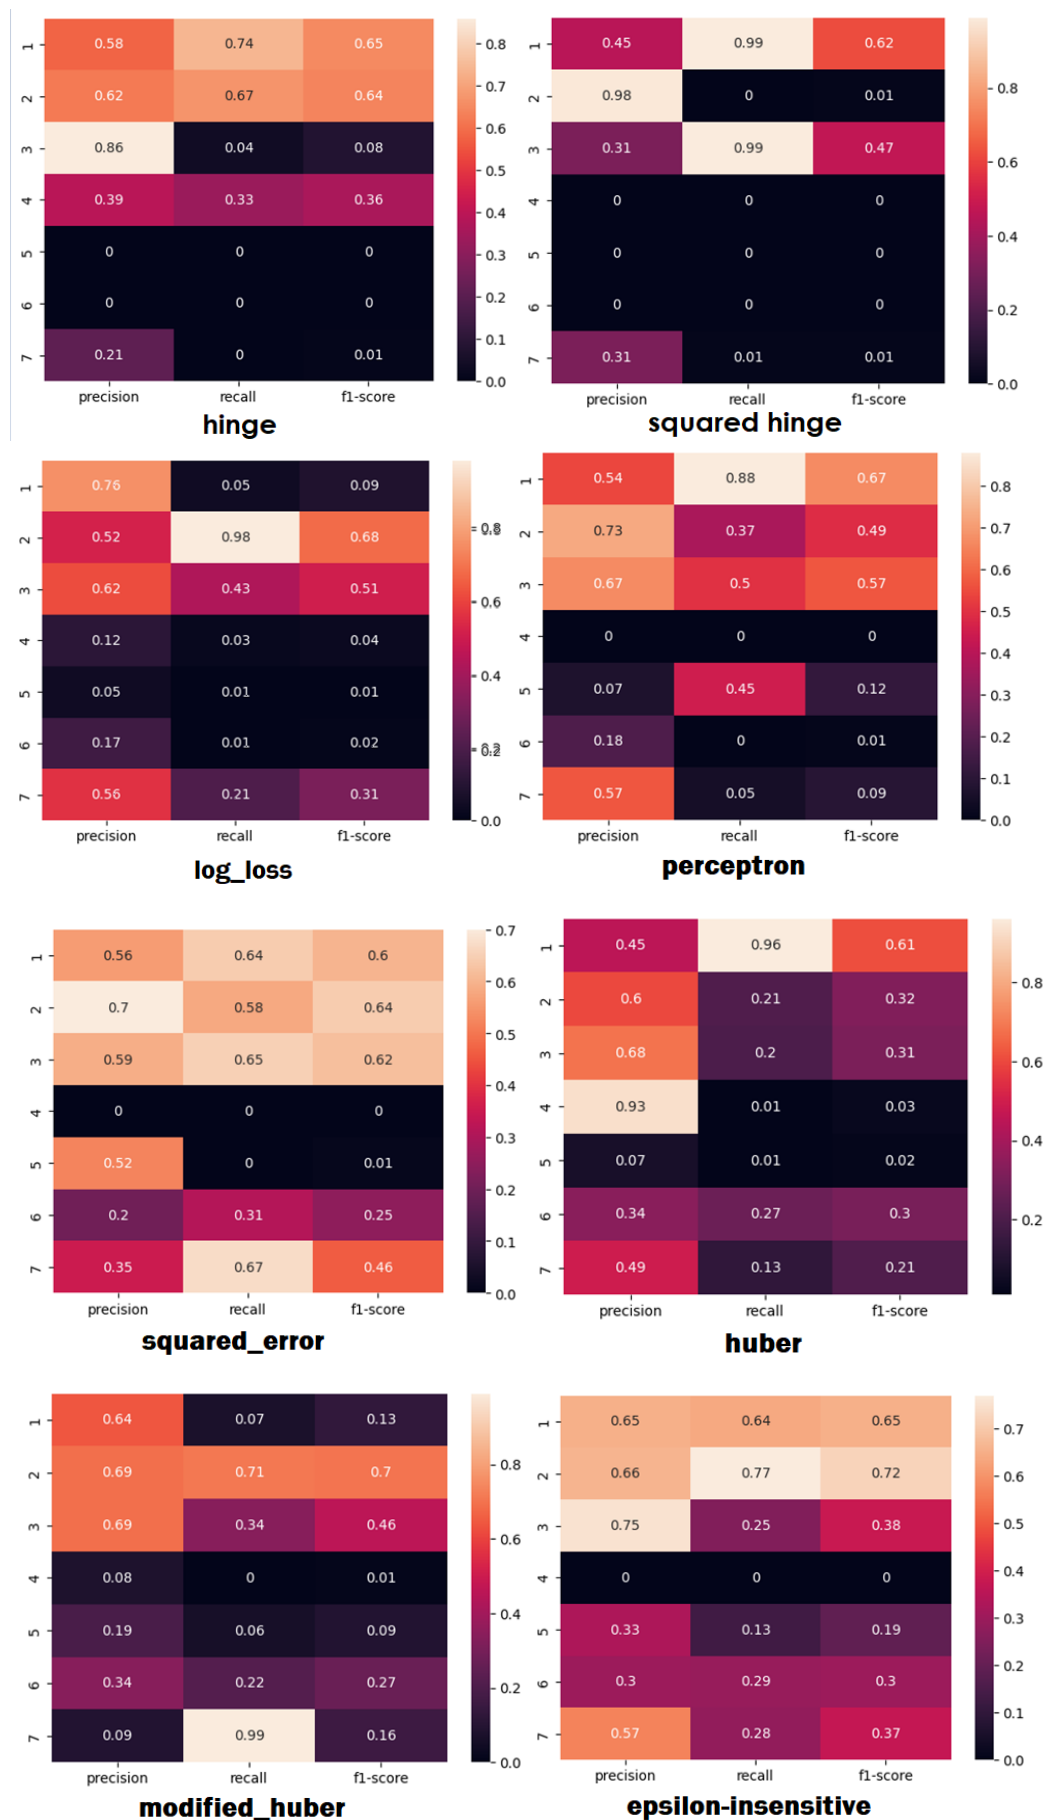 1 0.58 0.74 0.65
2 0.62 0.67 0.64
3 0.86 0.04 0.08
4 0.39 0.33 0.36
5 0 0 0
6 0 0 0
7 0.21 0 0.01
precision recall f1-score
0.8
0.7
0.6
0.5
0.4
0.3
0.2
0.1
0.0
hinge
1 0.45 0.99 0.62
2 0.98 0 0.01
3 0.31 0.99 0.47
4 0 0 0
5 0 0 0
6 0 0 0
7 0.31 0.01 0.01
precision recall f1-score
0.8
0.6
0.4
0.2
0.0
squared hinge
1 0.76 0.05 0.09
2 0.52 0.98 0.68
3 0.62 0.43 0.51
4 0.12 0.03 0.04
5 0.05 0.01 0.01
6 0.17 0.01 0.02
7 0.56 0.21 0.31
precision recall f1-score
0.8
0.6
0.4
0.2
0.0
log_loss
1 0.54 0.88 0.67
2 0.73 0.37 0.49
3 0.67 0.5 0.57
4 0 0 0
5 0.07 0.45 0.12
6 0.18 0 0.01
7 0.57 0.05 0.09
precision recall f1-score
0.8
0.7
0.6
0.5
0.4
0.3
0.2
0.1
0.0
perceptron
1 0.56 0.64 0.6
2 0.7 0.58 0.64
3 0.59 0.65 0.62
4 0 0 0
5 0.52 0 0.01
6 0.2 0.31 0.25
7 0.35 0.67 0.46
precision recall f1-score
0.7
0.6
0.5
0.4
0.3
0.2
0.1
0.0
squared_error
1 0.45 0.96 0.61
2 0.6 0.21 0.32
3 0.68 0.2 0.31
4 0.93 0.01 0.03
5 0.07 0.01 0.02
6 0.34 0.27 0.3
7 0.49 0.13 0.21
precision recall f1-score
0.8
0.6
0.4
0.2
huber
1 0.64 0.07 0.13
2 0.69 0.71 0.7
3 0.69 0.34 0.46
4 0.08 0 0.01
5 0.19 0.06 0.09
6 0.34 0.22 0.27
7 0.09 0.99 0.16
precision recall f1-score
0.8
0.6
0.4
0.2
0.0
modified_huber
1 0.65 0.64 0.65
2 0.66 0.77 0.72
3 0.75 0.25 0.38
4 0 0 0
5 0.33 0.13 0.19
6 0.3 0.29 0.3
7 0.57 0.28 0.37
precision recall f1-score
0.7
0.6
0.5
0.4
0.3
0.2
0.1
0.0
epsilon-insensitive